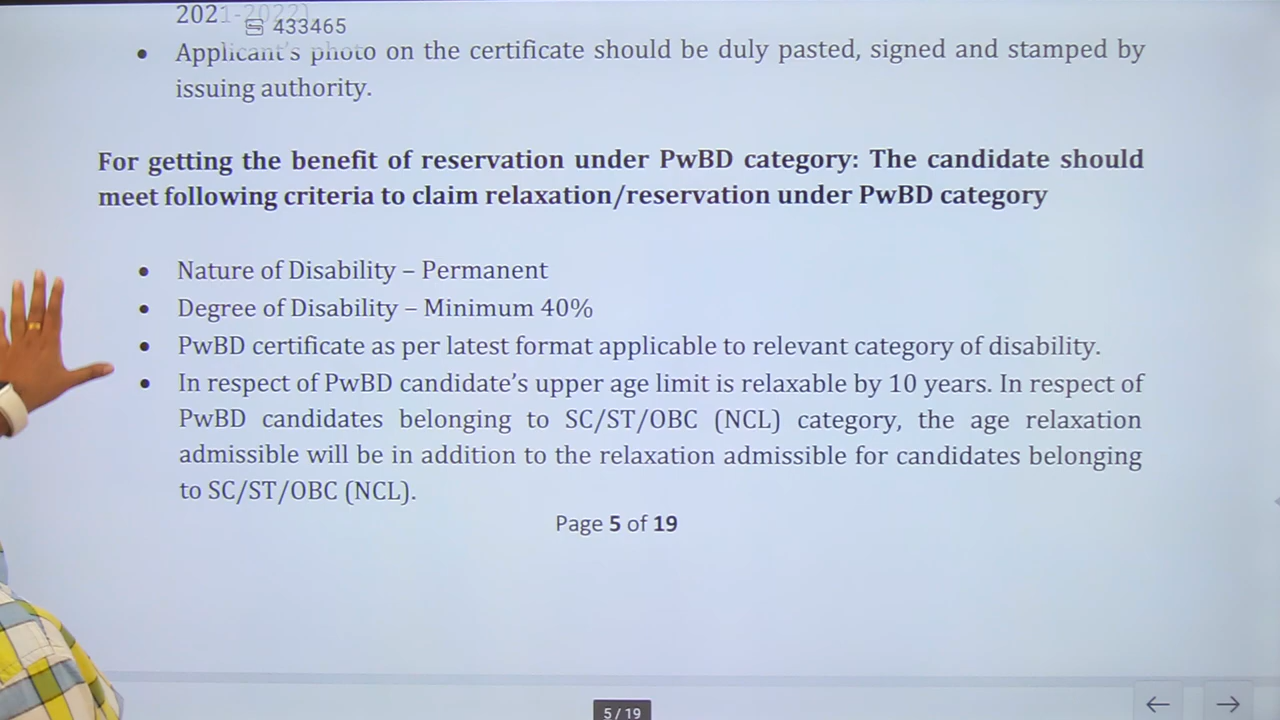 2021-2022).
433465
• Applicant's photo on the certificate should be duly pasted, signed and stamped by
issuing authority.
For getting the benefit of reservation under PwBD category: The candidate should
meet following criteria to claim relaxation/reservation under PwBD category
• Nature of Disability – Permanent
• Degree of Disability – Minimum 40%
• PwBD certificate as per latest format applicable to relevant category of disability.
• In respect of PwBD candidate's upper age limit is relaxable by 10 years. In respect of
PwBD candidates belonging to SC/ST/OBC (NCL) category, the age relaxation
admissible will be in addition to the relaxation admissible for candidates belonging
to SC/ST/OBC (NCL).
Page 5 of 19
5 / 19